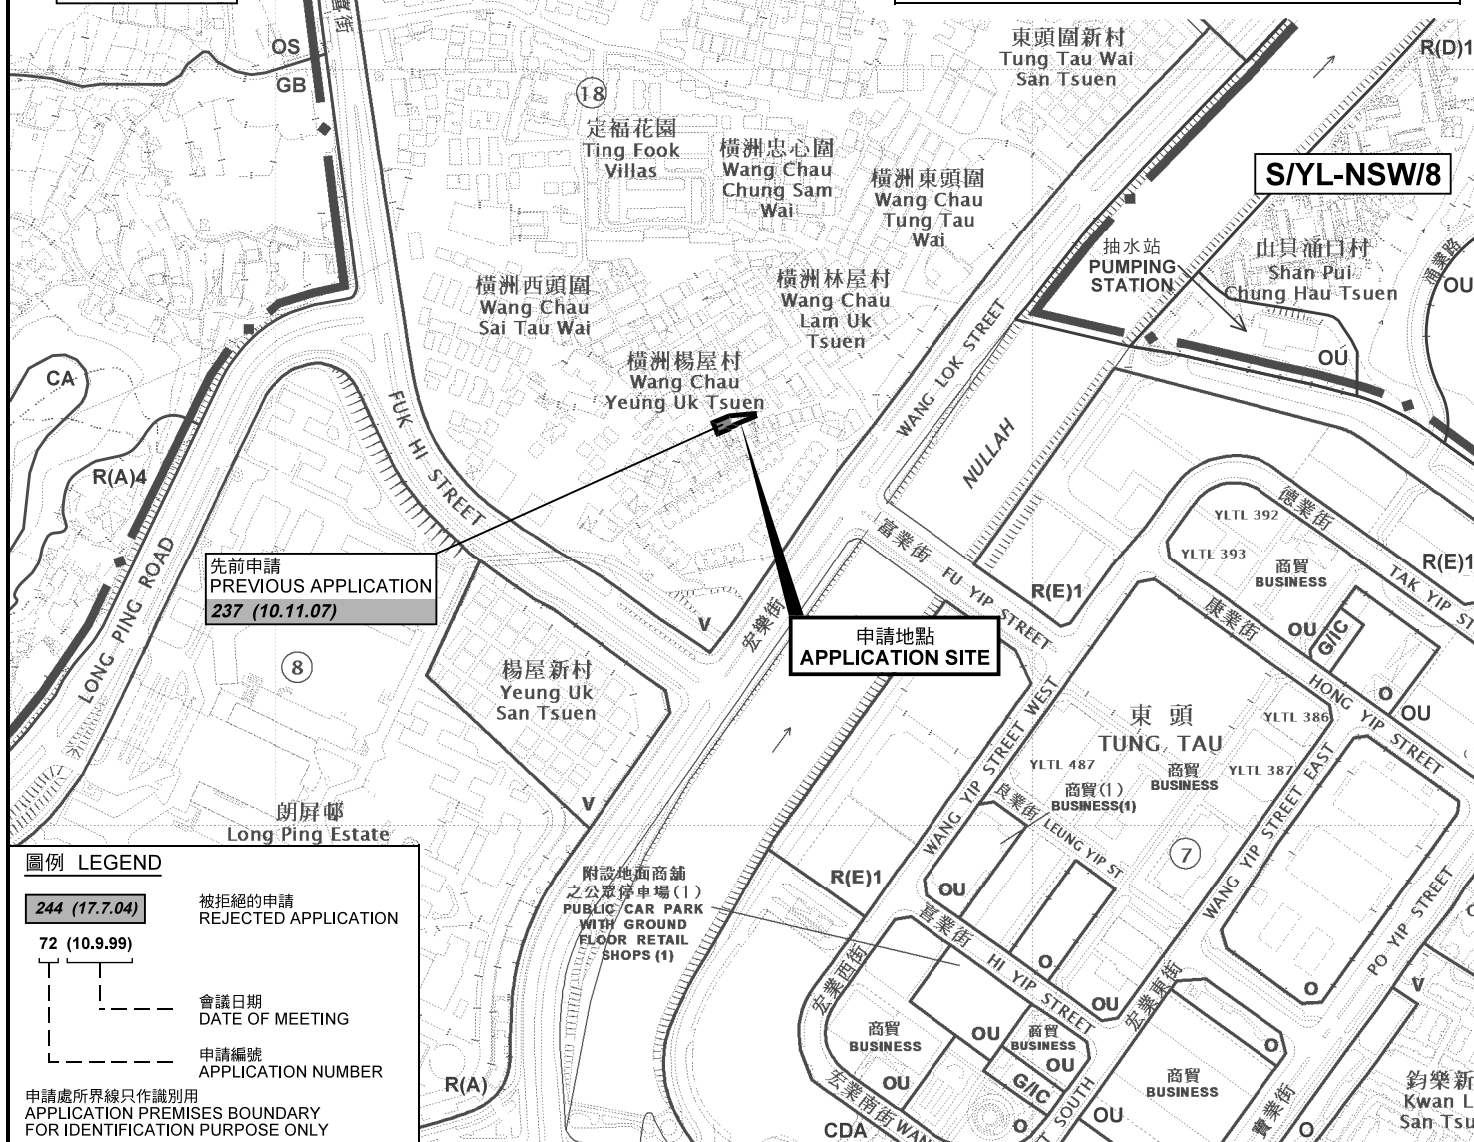 OS
GB
18
定福花園
Ting Fook
Villas
橫洲忠心圍
Wang Chau
Chung Sam
Wai
橫洲東頭圍
Wang Chau
Tung Tau
Wai
東頭圍新村
Tung Tau Wai
San Tsuen
R(D)1
S/YL-NSW/8
抽水站
PUMPING
STATION
山貝涌口村
Shan Pui
Chung Hau Tsuen
涌業路
OU
OU
橫洲西頭圍
Wang Chau
Sai Tau Wai
橫洲林屋村
Wang Chau
Lam Uk
Tsuen
橫洲楊屋村
Wang Chau
Yeung Uk Tsuen
WANG LOK STREET
NULLAH
CA
R(A)4
FUK HI STREET
LONG PING ROAD
先前申請
PREVIOUS APPLICATION
237 (10.11.07)
8
楊屋新村
Yeung Uk
San Tsuen
V
V
宏樂街
申請地點
APPLICATION SITE
富業街 FU YIP STREET
R(E)1
德業街
TAK YIP ST
YLTL 392
YLTL 393
商貿
BUSINESS
R(E)1
康業街
HONG YIP STREET
OU
G/IC
O
OU
東頭
TUNG TAU
YLTL 386
YLTL 487
商貿
BUSINESS
YLTL 387
商貿(1)
BUSINESS(1)
良業街 LEUNG YIP ST
WANG YIP STREET WEST
WANG YIP STREET EAST
7
朗屏邨
Long Ping Estate
附設地面商舖
之公眾停車場(1)
PUBLIC CAR PARK
WITH GROUND
FLOOR RETAIL
SHOPS (1)
R(E)1
OU
喜業街 HI YIP STREET
O
OU
宏業西街
宏業東街
PO YIP STREET
O
V
商貿
BUSINESS
OU
OU
商貿
BUSINESS
OU
G/IC
O
宏業南街 WAN
T SOUTH
CDA
O
商貿
BUSINESS
OU
寶業街
O
鈞樂新
Kwan L
San Tsu
R(A)
圖例 LEGEND
244 (17.7.04)
被拒絕的申請
REJECTED APPLICATION
72 (10.9.99)
會議日期
DATE OF MEETING
申請編號
APPLICATION NUMBER
申請處所界線只作識別用
APPLICATION PREMISES BOUNDARY
FOR IDENTIFICATION PURPOSE ONLY